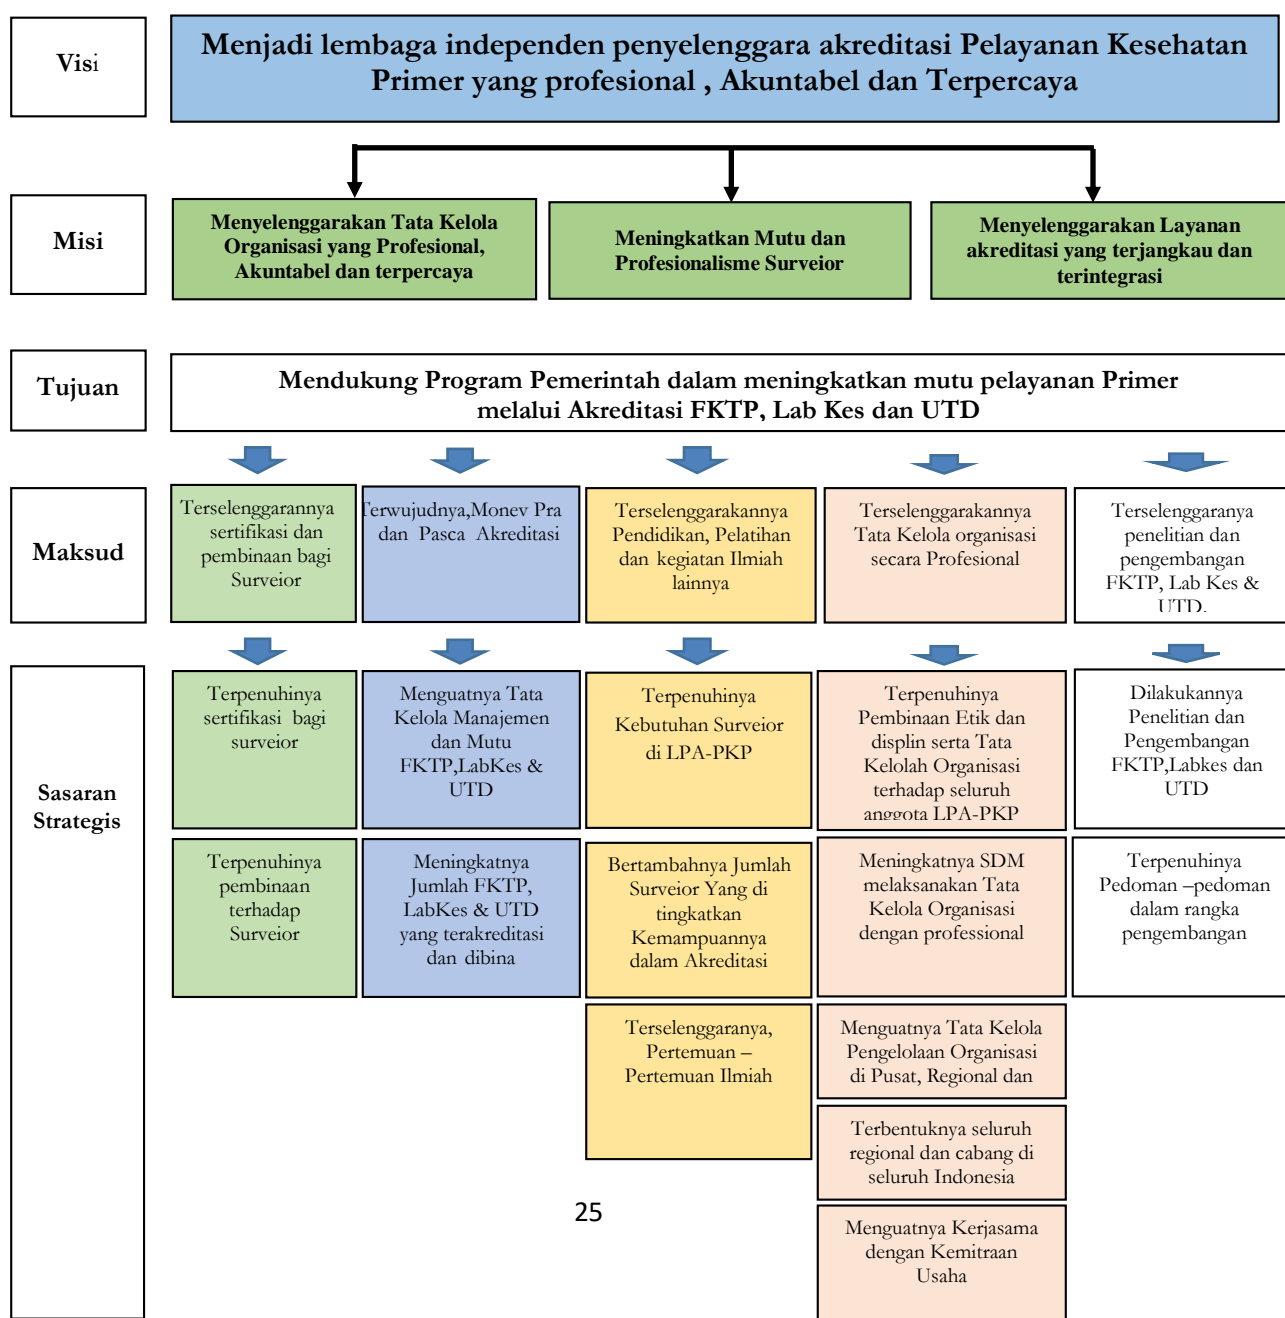 Visi
Menjadi lembaga independen penyelenggara akreditasi Pelayanan Kesehatan
Primer yang profesional , Akuntabel dan Terpercaya
Misi
Menyelenggarakan Tata Kelola
Organisasi yang Profesional,
Akuntabel dan terpercaya
Meningkatkan Mutu dan
Profesionalisme Surveior
Menyelenggarakan Layanan
akreditasi yang terjangkau dan
terintegrasi
Tujuan
Mendukung Program Pemerintah dalam meningkatkan mutu pelayanan Primer
melalui Akreditasi FKTP, Lab Kes dan UTD
Maksud
Terselenggarannya
sertifikasi dan
pembinaan bagi
Surveior
Terwujudnya,Monev Pra
dan Pasca Akreditasi
Terselenggarakannya
Pendidikan, Pelatihan
dan kegiatan Ilmiah
lainnya
Terselenggarakannya
Tata Kelola organisasi
secara Profesional
Terselenggaranya
penelitian dan
pengembangan
FKTP, Lab Kes &
UTD.
Sasaran
Strategis
Terpenuhinya
sertifikasi bagi
surveior
Menguatnya Tata
Kelola Manajemen
dan Mutu
FKTP,LabKes &
UTD
Terpenuhinya
Kebutuhan Surveior
di LPA-PKP
Terpenuhinya
Pembinaan Etik dan
displin serta Tata
Kelolah Organisasi
terhadap seluruh
anggota LPA-PKP
Dilakukannya
Penelitian dan
Pengembangan
FKTP,Labkes dan
UTD
Terpenuhinya
pembinaan
terhadap
Surveior
Meningkatnya
Jumlah FKTP,
LabKes & UTD
yang terakreditasi
dan dibina
Bertambahnya Jumlah
Surveior Yang di
tingkatkan
Kemampuannya
dalam Akreditasi
Meningkatnya SDM
melaksanakan Tata
Kelola Organisasi
dengan professional
Terpenuhinya
Pedoman –pedoman
dalam rangka
pengembangan
Terselenggaranya,
Pertemuan –
Pertemuan Ilmiah
Menguatnya Tata Kelola
Pengelolaan Organisasi
di Pusat, Regional dan
Terbentuknya seluruh
regional dan cabang di
seluruh Indonesia
Menguatnya Kerjasama
dengan Kemitraan
Usaha
25